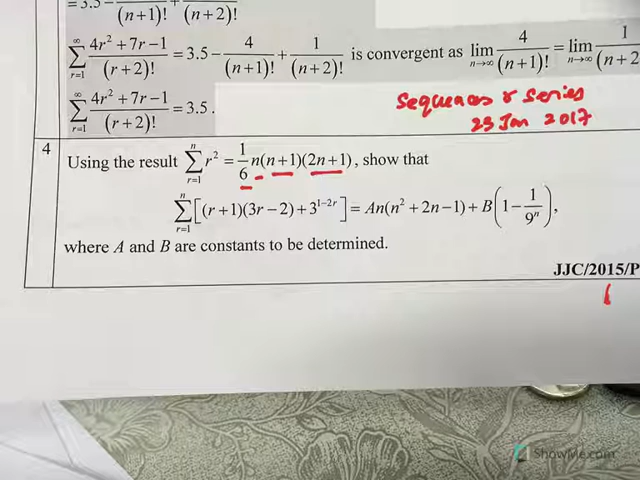 = 3.5 - (n+1)! + (n+2)!
∑_{r=1}^{∞} (4r² + 7r − 1)/(r+2)! = 3.5 − 4/(n+1)! + 1/(n+2)! is convergent as lim_{n→∞} 4/(n+1)! = lim_{n→∞} 1/(n+2
∑_{r=1}^{∞} (4r² + 7r − 1)/(r+2)! = 3.5.
Sequences & Series
23 Jan 2017
4 Using the result ∑_{r=1}^{n} r² = 1/6 n(n+1)(2n+1), show that
∑_{r=1}^{n} [(r+1)(3r−2) + 3^{1−2r}] = An(n² + 2n − 1) + B(1 − 1/9ⁿ),
where A and B are constants to be determined.
JJC/2015/P
ShowMe.com